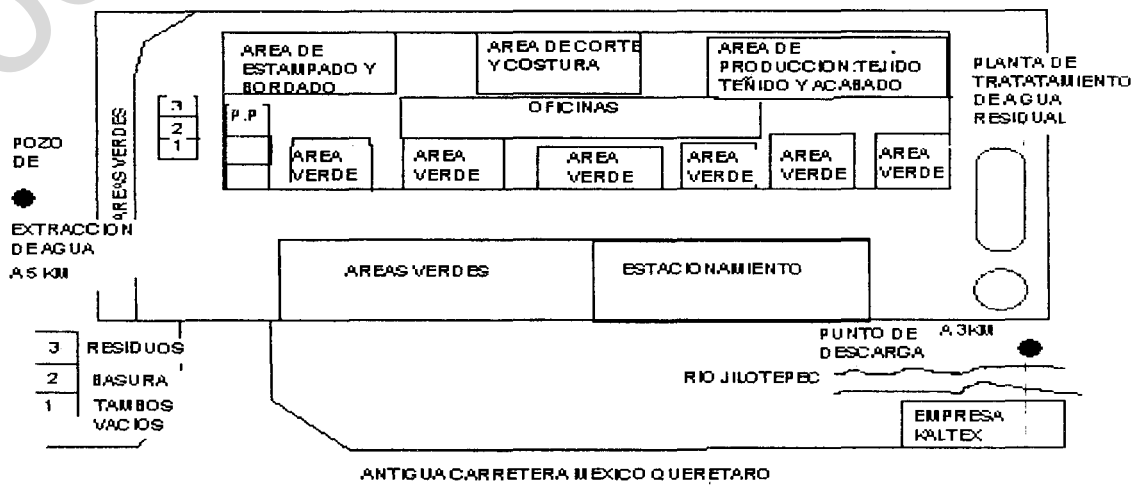 AREA DE
ESTAMPADO Y
BORDADO
AREA DE CORTE
Y COSTURA
AREA DE
PRODUCCION:TEJIDO
TEÑIDO Y ACABADO
PLANTA DE
TRATATAMIENTO
DE AGUA
RESIDUAL
OFICINAS
AREAS VERDES
3
2
1
P.P
POZO
DE
EXTRACCION
DE AGUA
A 5 KM
AREA
VERDE
AREA
VERDE
AREA
VERDE
AREA
VERDE
AREA
VERDE
AREA
VERDE
AREAS VERDES
ESTACIONAMIENTO
3 RESIDUOS
2 BASURA
1 TAMBOS
VACIOS
PUNTO DE
DESCARGA
A 3KM
RIO JILOTEPEC
EMPRESA
KALTEX
ANTIGUA CARRETERA MEXICO QUERETARO